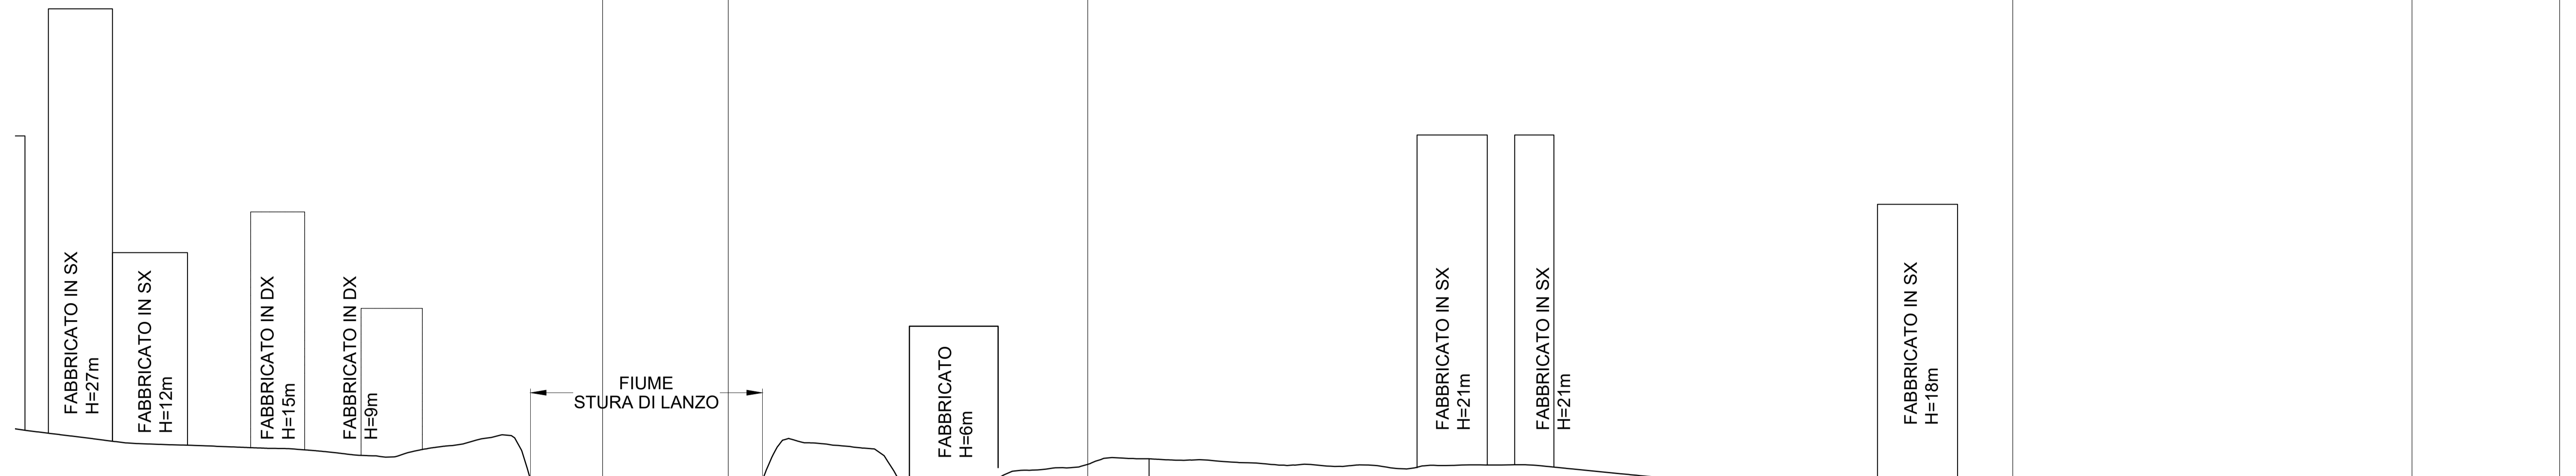 FABBRICATO IN SX
H=27m
FABBRICATO IN SX
H=12m
FABBRICATO IN DX
H=15m
FABBRICATO IN DX
H=9m
FIUME
STURA DI LANZO
FABBRICATO
H=6m
FABBRICATO IN SX
H=21m
FABBRICATO IN SX
H=21m
FABBRICATO IN SX
H=18m